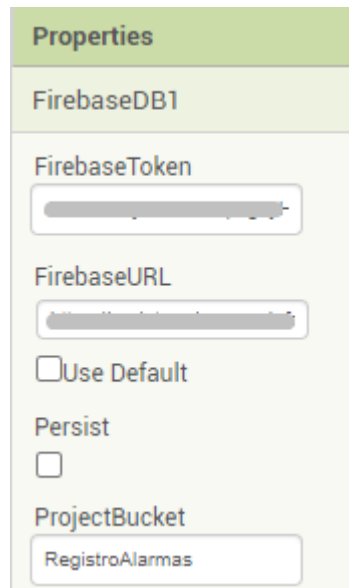 Properties
FirebaseDB1
FirebaseToken
FirebaseURL
Use Default
Persist
ProjectBucket
RegistroAlarmas